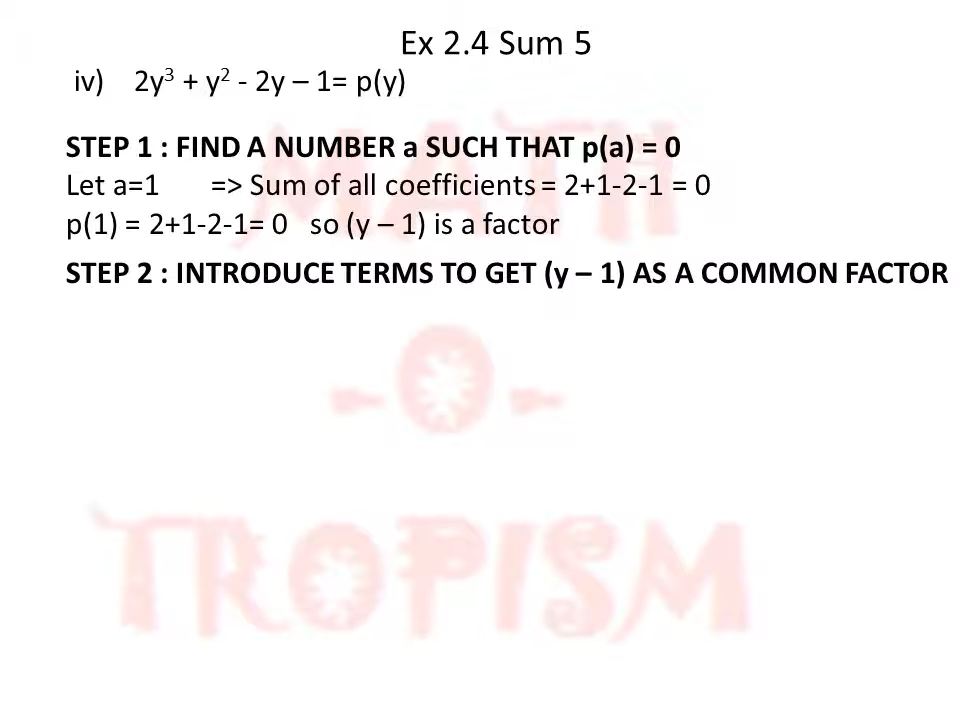 Ex 2.4 Sum 5
iv) 2y³ + y² - 2y – 1= p(y)
STEP 1 : FIND A NUMBER a SUCH THAT p(a) = 0
Let a=1 => Sum of all coefficients = 2+1-2-1 = 0
p(1) = 2+1-2-1= 0 so (y – 1) is a factor
STEP 2 : INTRODUCE TERMS TO GET (y – 1) AS A COMMON FACTOR
MATH
-O-
TROPISM